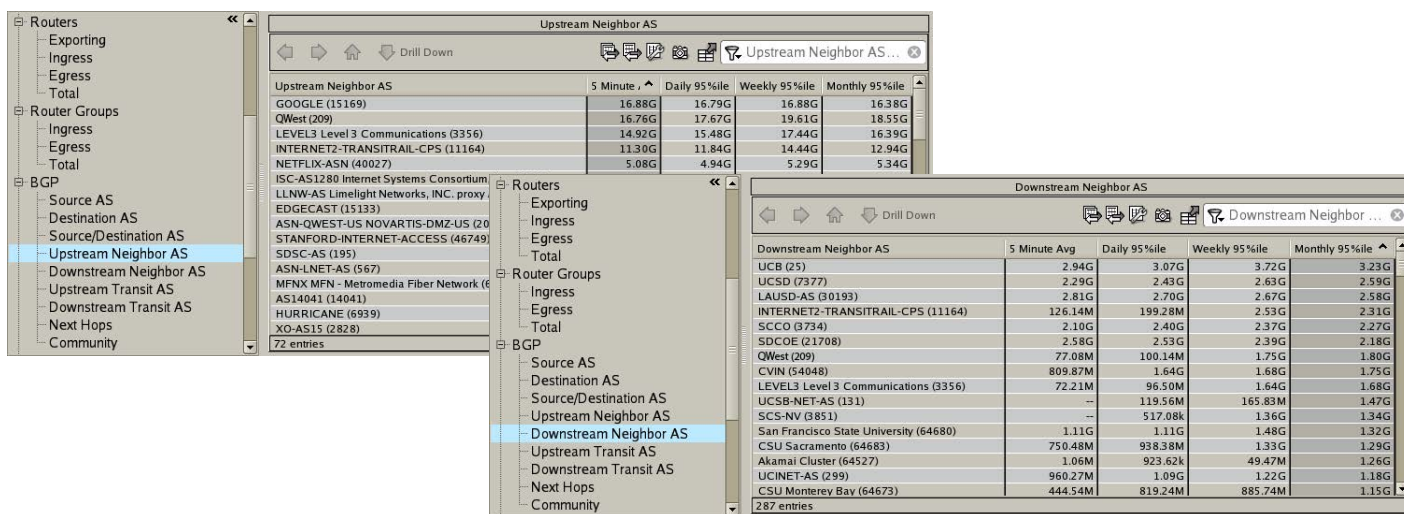 Routers
Exporting
Ingress
Egress
Total
Router Groups
Ingress
Egress
Total
BGP
Source AS
Destination AS
Source/Destination AS
Upstream Neighbor AS
Downstream Neighbor AS
Upstream Transit AS
Downstream Transit AS
Next Hops
Community
Upstream Neighbor AS
Drill Down
Upstream Neighbor AS...
Upstream Neighbor AS 5 Minute Daily 95%ile Weekly 95%ile Monthly 95%ile
GOOGLE (15169) 16.88G 16.79G 16.88G 16.38G
QWest (209) 16.76G 17.67G 19.61G 18.55G
LEVEL3 Level 3 Communications (3356) 14.92G 15.48G 17.44G 16.39G
INTERNET2-TRANSITRAIL-CPS (11164) 11.30G 11.84G 14.44G 12.94G
NETFLIX-ASN (40027) 5.08G 4.94G 5.29G 5.34G
ISC-AS1280 Internet Systems Consortium
LLNW-AS Limelight Networks, INC. proxy
EDGECAST (15133)
ASN-QWEST-US NOVARTIS-DMZ-US (20
STANFORD-INTERNET-ACCESS (46749)
SDSC-AS (195)
ASN-LNET-AS (567)
MFNX MFN - Metromedia Fiber Network (6
AS14041 (14041)
HURRICANE (6939)
XO-AS15 (2828)
72 entries
Routers
Exporting
Ingress
Egress
Total
Router Groups
Ingress
Egress
Total
BGP
Source AS
Destination AS
Source/Destination AS
Upstream Neighbor AS
Downstream Neighbor AS
Upstream Transit AS
Downstream Transit AS
Next Hops
Community
Downstream Neighbor AS
Drill Down
Downstream Neighbor ...
Downstream Neighbor AS 5 Minute Avg Daily 95%ile Weekly 95%ile Monthly 95%ile
UCB (25) 2.94G 3.07G 3.72G 3.23G
UCSD (7377) 2.29G 2.43G 2.63G 2.59G
LAUSD-AS (30193) 2.81G 2.70G 2.67G 2.58G
INTERNET2-TRANSITRAIL-CPS (11164) 126.14M 199.28M 2.53G 2.31G
SCCO (3734) 2.10G 2.40G 2.37G 2.27G
SDCOE (21708) 2.58G 2.53G 2.39G 2.18G
QWest (209) 77.08M 100.14M 1.75G 1.80G
CVIN (54048) 809.87M 1.64G 1.68G 1.75G
LEVEL3 Level 3 Communications (3356) 72.21M 96.50M 1.64G 1.68G
UCSB-NET-AS (131) -- 119.56M 165.83M 1.47G
SCS-NV (3851) -- 517.08k 1.36G 1.34G
San Francisco State University (64680) 1.11G 1.11G 1.48G 1.32G
CSU Sacramento (64683) 750.48M 938.38M 1.33G 1.29G
Akamai Cluster (64527) 1.06M 923.62k 49.47M 1.26G
UCINET-AS (299) 960.27M 1.09G 1.22G 1.18G
CSU Monterey Bay (64673) 444.54M 819.24M 885.74M 1.15G
287 entries